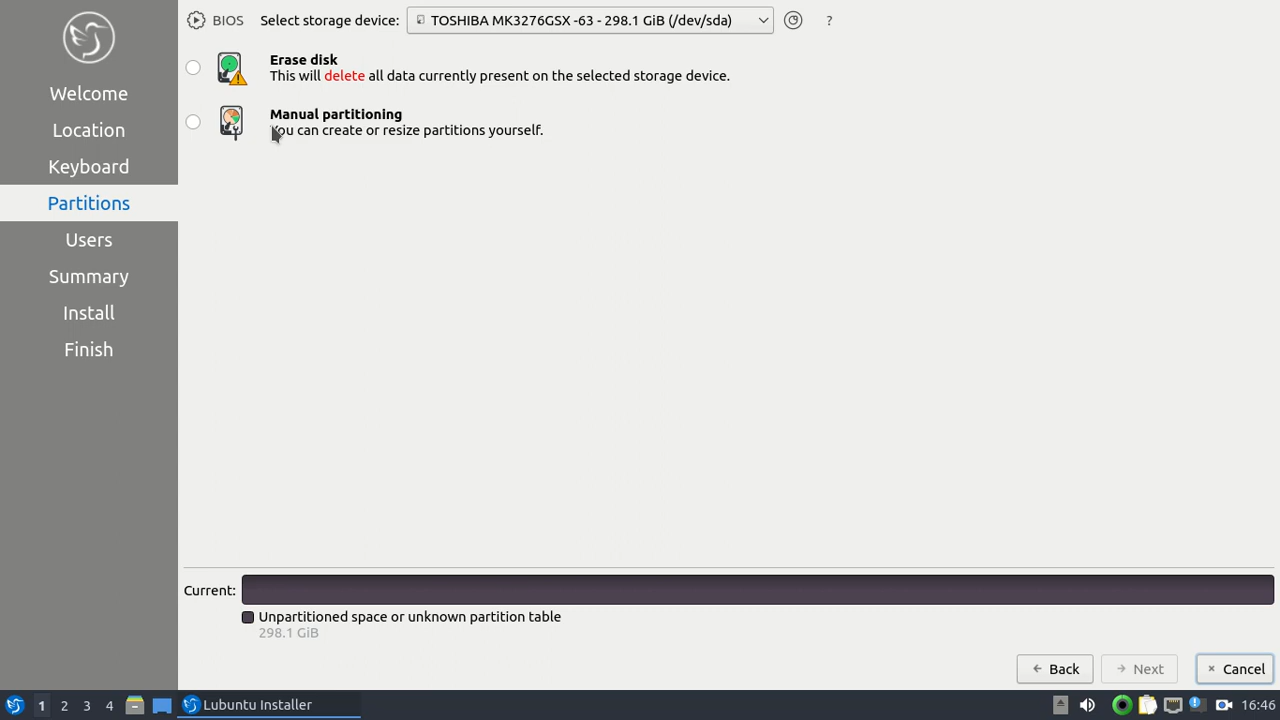 BIOS Select storage device: TOSHIBA MK3276GSX -63 - 298.1 GiB (/dev/sda) ?
Erase disk
This will delete all data currently present on the selected storage device.
Manual partitioning
You can create or resize partitions yourself.
Welcome
Location
Keyboard
Partitions
Users
Summary
Install
Finish
Current:
Unpartitioned space or unknown partition table
298.1 GiB
Back Next Cancel
1 2 3 4 Lubuntu Installer 16:46